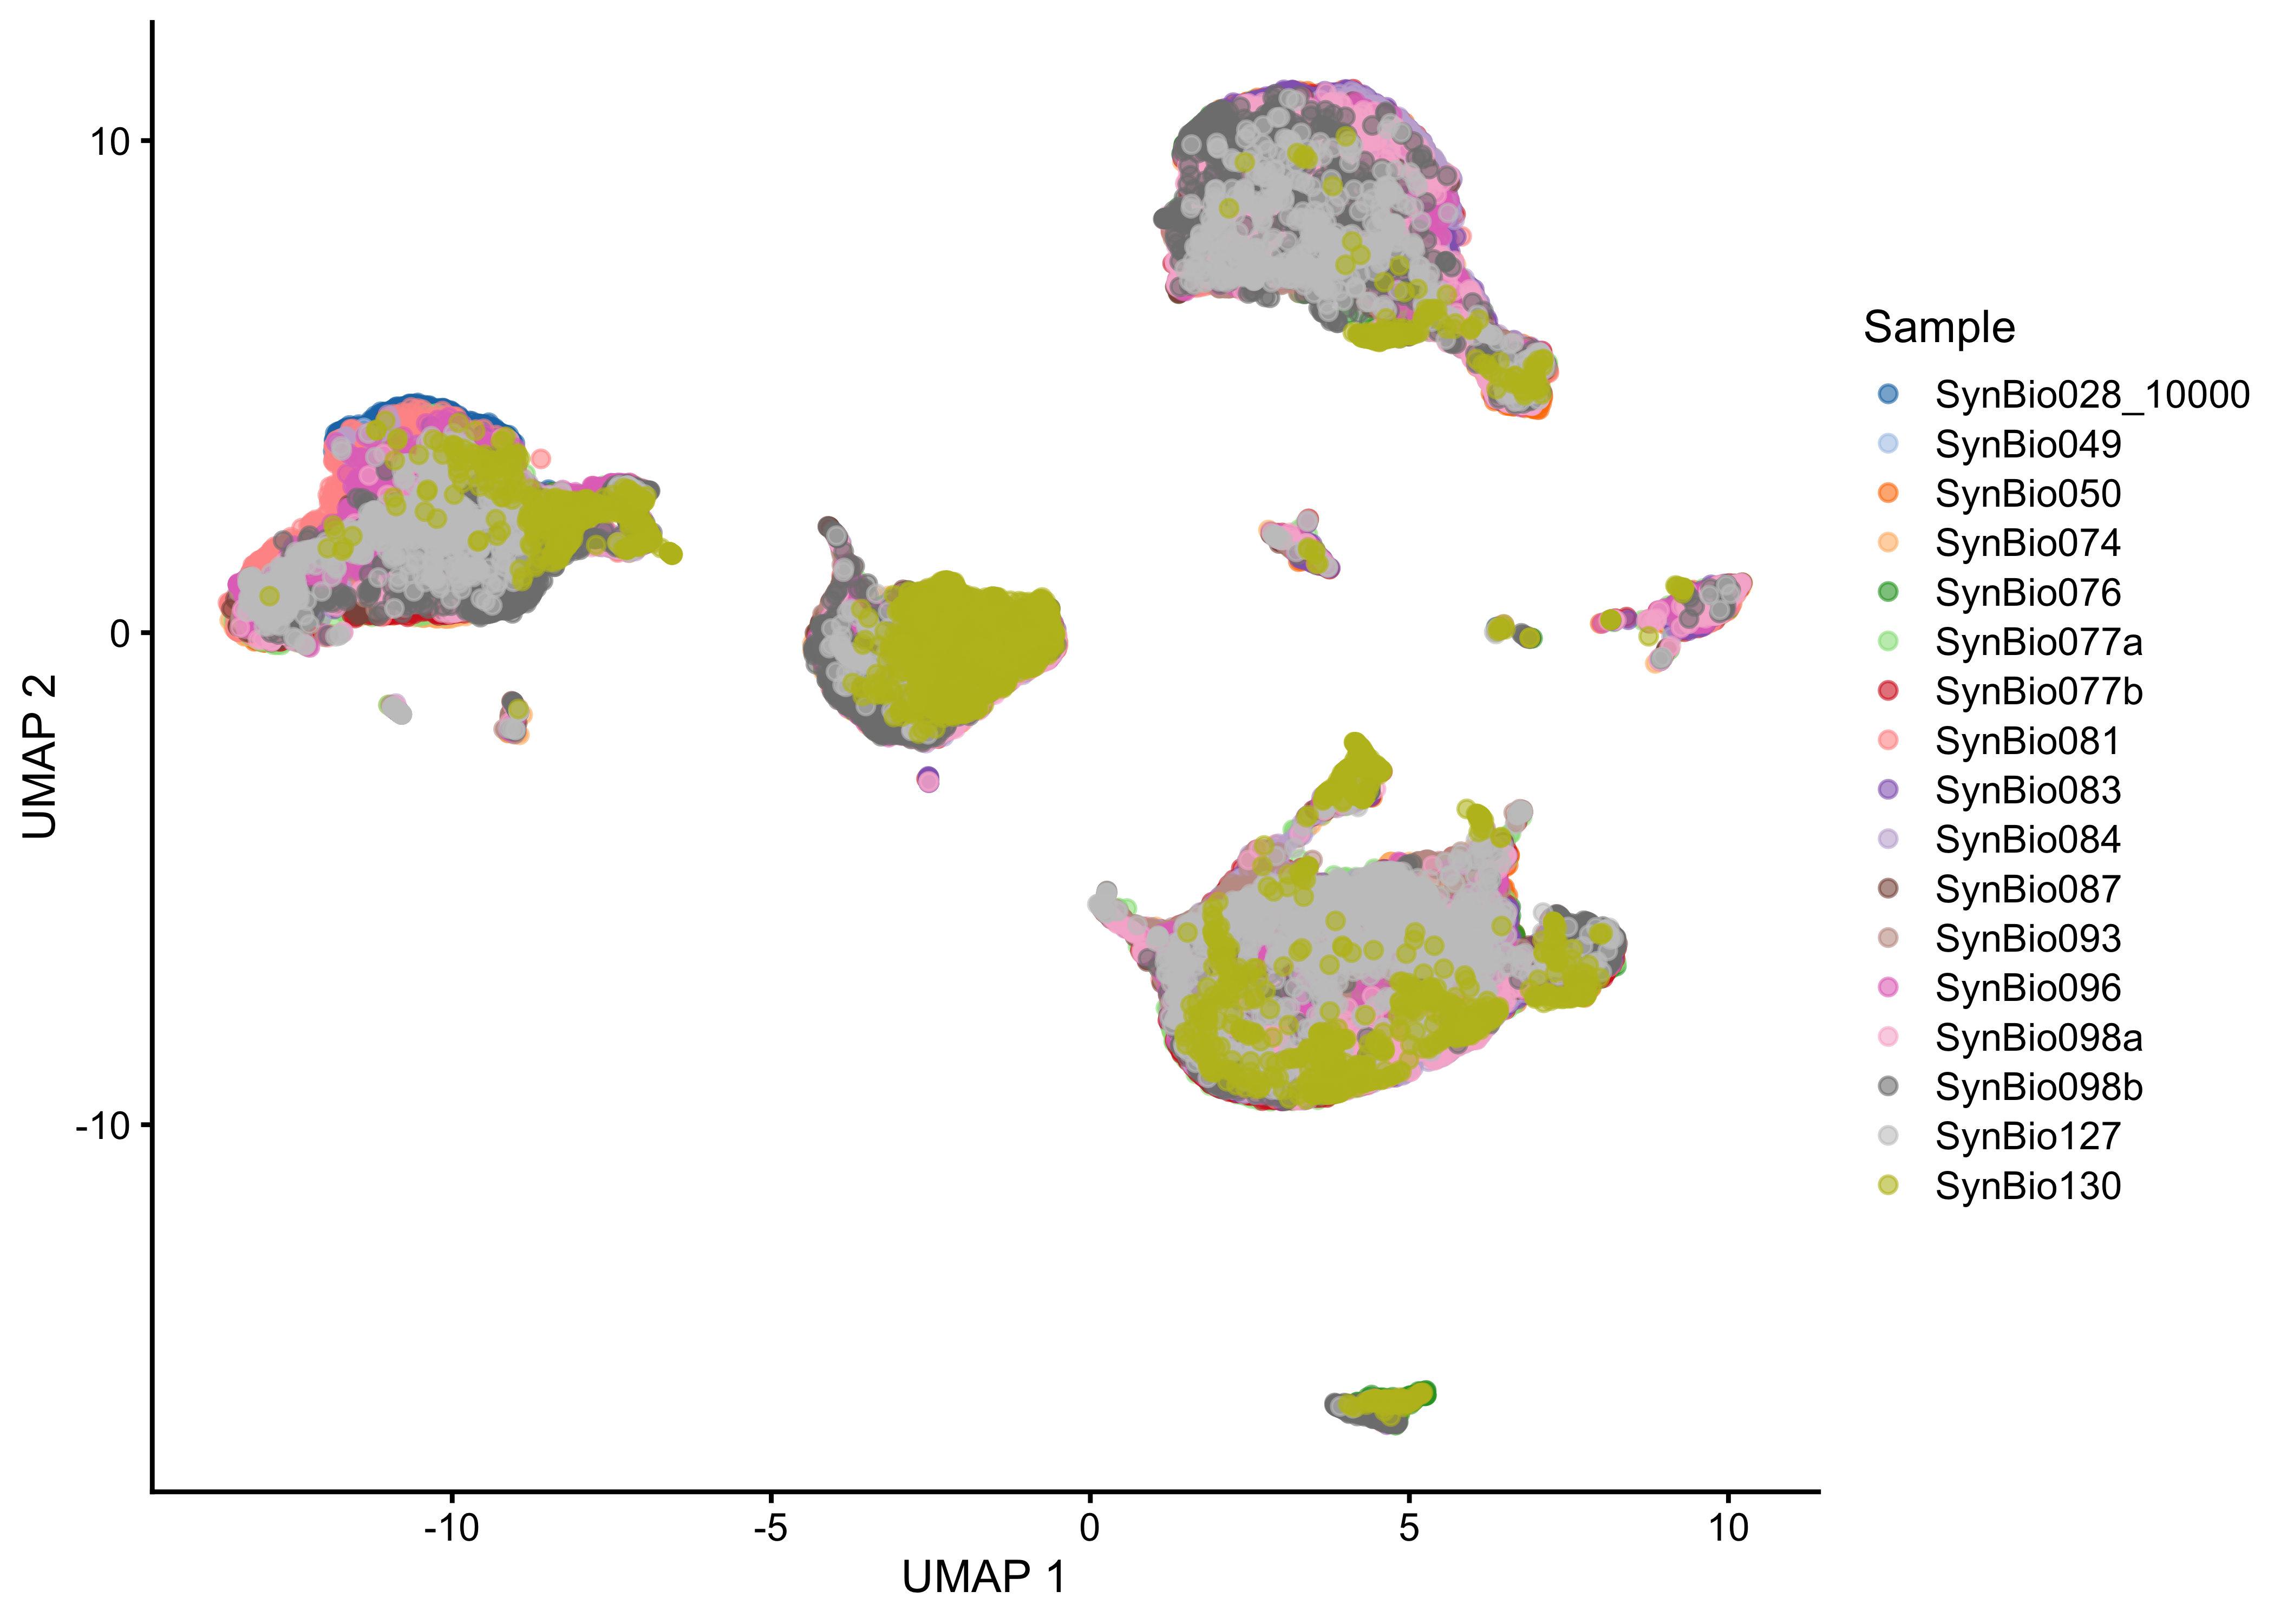 10
0
-10
UMAP 2
-10
-5
0
5
10
UMAP 1
Sample
SynBio028_10000
SynBio049
SynBio050
SynBio074
SynBio076
SynBio077a
SynBio077b
SynBio081
SynBio083
SynBio084
SynBio087
SynBio093
SynBio096
SynBio098a
SynBio098b
SynBio127
SynBio130